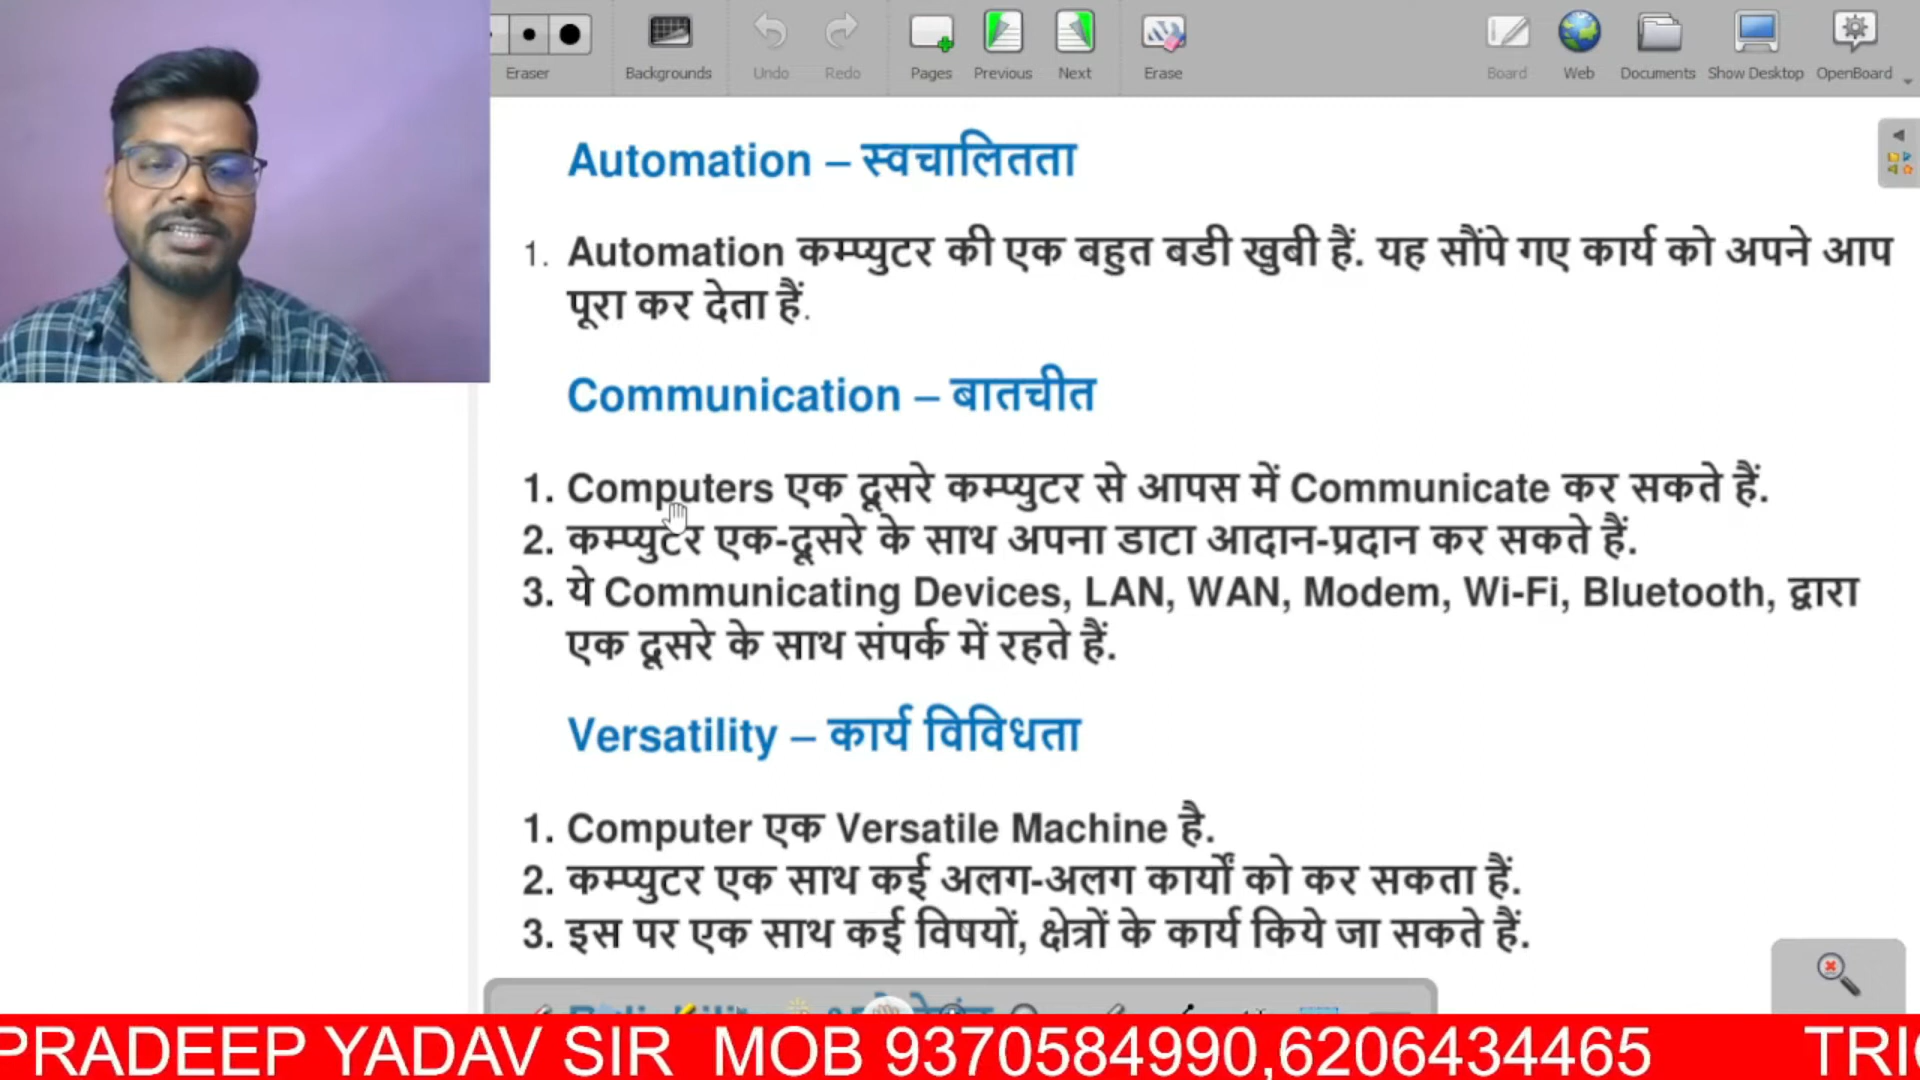 Eraser
Backgrounds
Undo
Redo
Pages
Previous
Next
Erase
Board
Web
Documents
Show Desktop
OpenBoard
Automation – स्वचालितता
1. Automation कम्प्युटर की एक बहुत बडी खुबी हैं. यह सौंपे गए कार्य को अपने आप
पूरा कर देता हैं.
Communication – बातचीत
1. Computers एक दूसरे कम्प्युटर से आपस में Communicate कर सकते हैं.
2. कम्प्युटर एक-दूसरे के साथ अपना डाटा आदान-प्रदान कर सकते हैं.
3. ये Communicating Devices, LAN, WAN, Modem, Wi-Fi, Bluetooth, द्वारा
एक दूसरे के साथ संपर्क में रहते हैं.
Versatility – कार्य विविधता
1. Computer एक Versatile Machine है.
2. कम्प्युटर एक साथ कई अलग-अलग कार्यों को कर सकता हैं.
3. इस पर एक साथ कई विषयों, क्षेत्रों के कार्य किये जा सकते हैं.
PRADEEP YADAV SIR MOB 9370584990,6206434465